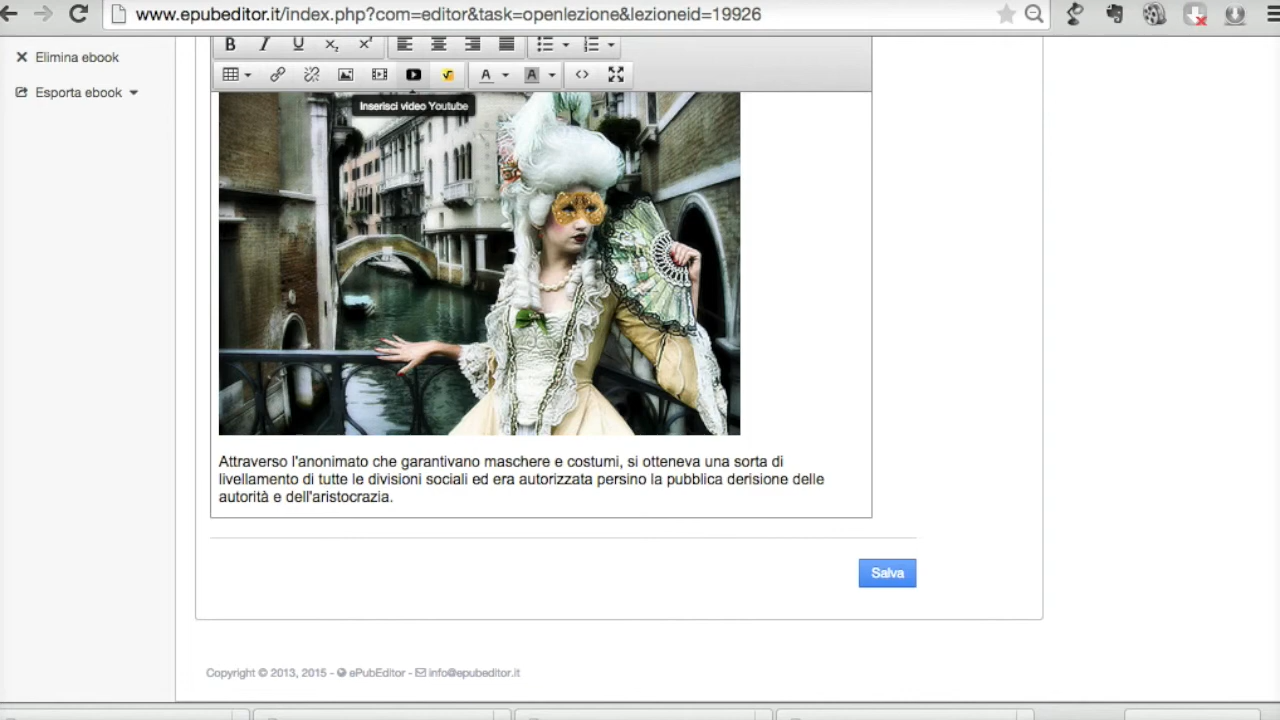 www.epubeditor.it/index.php?com=editor&task=openlezione&lezioneid=19926
Elimina ebook
Esporta ebook
B I U x₂ x²
A A
Inserisci video Youtube
Attraverso l'anonimato che garantivano maschere e costumi, si otteneva una sorta di
livellamento di tutte le divisioni sociali ed era autorizzata persino la pubblica derisione delle
autorità e dell'aristocrazia.
Salva
Copyright © 2013, 2015 - ePubEditor - info@epubeditor.it